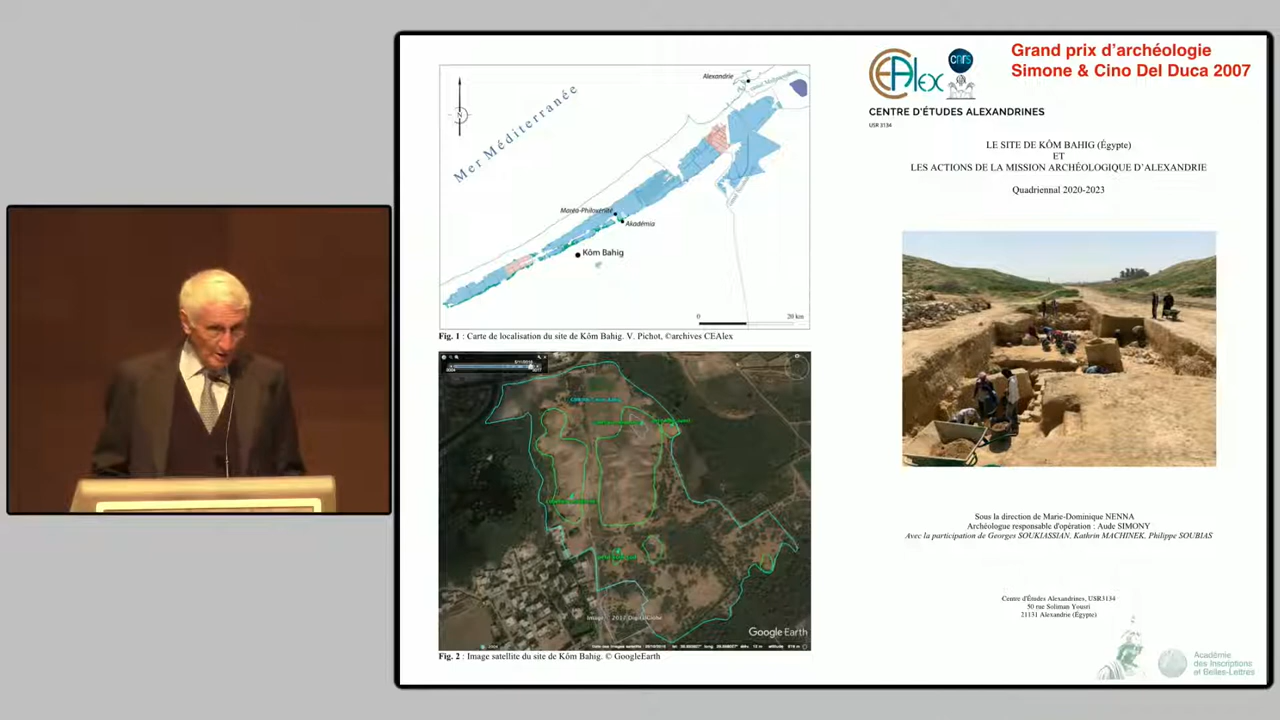 Mer Méditerranée
Alexandrie
Maréa-Philoxénité
Akadémia
Kôm Bahig
0
20 km
Fig. 1 : Carte de localisation du site de Kôm Bahig. V. Pichot, ©archives CEAlex
Google Earth
Fig. 2 : Image satellite du site de Kôm Bahig. © GoogleEarth
CEAlex
cnrs
Grand prix d’archéologie
Simone & Cino Del Duca 2007
CENTRE D'ÉTUDES ALEXANDRINES
USR 3134
LE SITE DE KÔM BAHIG (Égypte)
ET
LES ACTIONS DE LA MISSION ARCHÉOLOGIQUE D'ALEXANDRIE
Quadriennal 2020-2023
Sous la direction de Marie-Dominique NENNA
Archéologue responsable d'opération : Aude SIMONY
Avec la participation de Georges SOUKIASSIAN, Kathrin MACHINEK, Philippe SOUBIAS
Centre d'Études Alexandrines, USR3134
50 rue Soliman Yousri
21131 Alexandrie (Égypte)
Académie
des Inscriptions
et Belles-Lettres